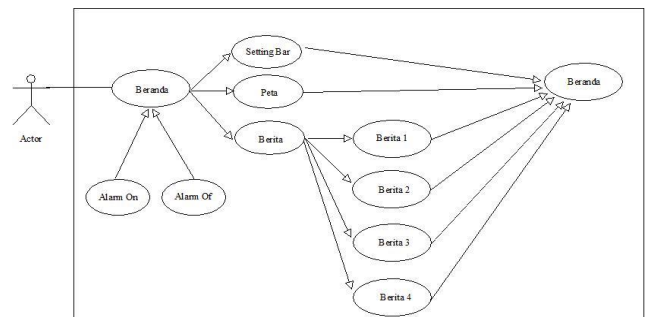 Setting Bar
Beranda
Peta
Beranda
Actor
Berita
Berita 1
Alarm On
Alarm Of
Berita 2
Berita 3
Berita 4